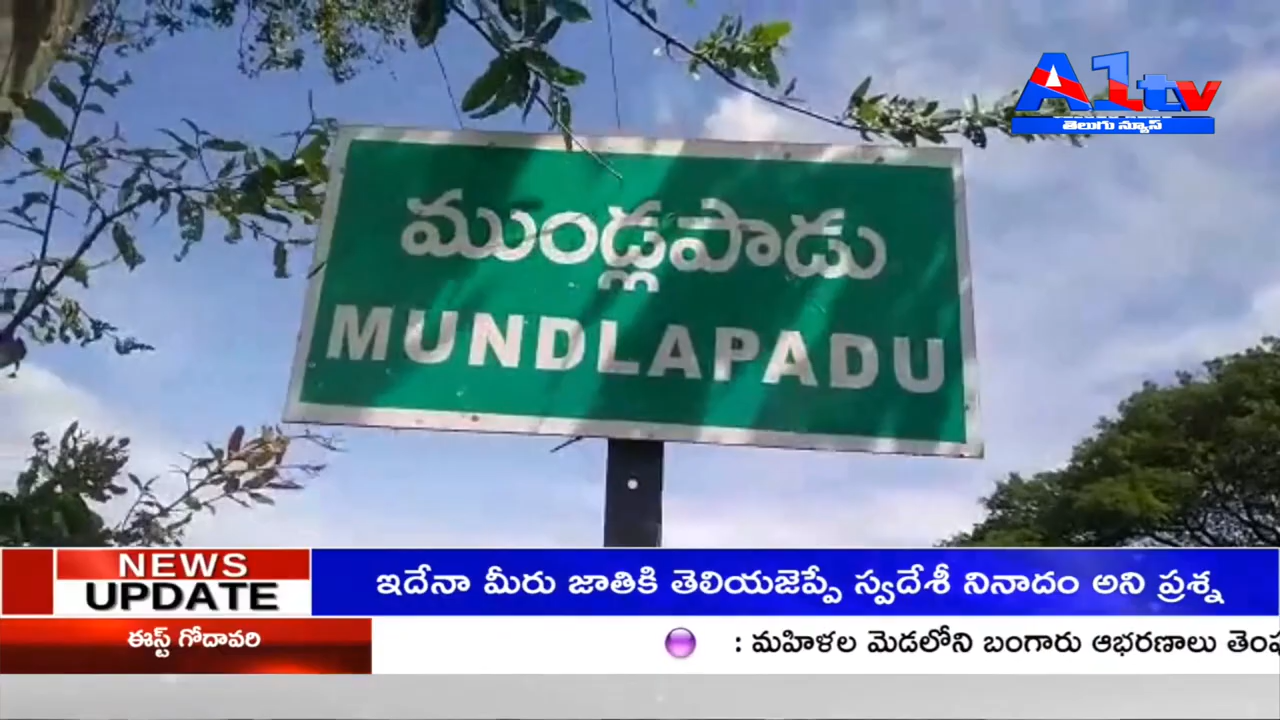 A1tv
తెలుగు న్యూస్
ముండ్లపాడు
MUNDLAPADU
NEWS
UPDATE
ఇదేనా మీరు జాతికి తెలియజెప్పే స్వదేశీ నినాదం అని ప్రశ్న
ఈస్ట్ గోదావరి
: మహిళల మెడలోని బంగారు ఆభరణాలు